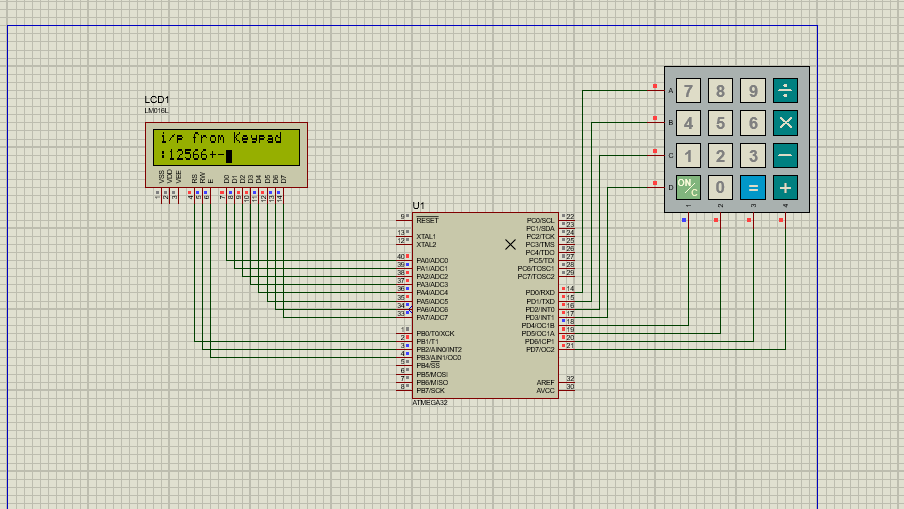 LCD1
LM016L
i/p from Keypad
:12566+-
VSS
VDD
VEE
RS
RW
E
D0
D1
D2
D3
D4
D5
D6
D7
1
2
3
4
5
6
7
8
9
10
11
12
13
14
U1
9 RESET
13 XTAL1
12 XTAL2
40 PA0/ADC0
39 PA1/ADC1
38 PA2/ADC2
37 PA3/ADC3
36 PA4/ADC4
35 PA5/ADC5
34 PA6/ADC6
33 PA7/ADC7
1 PB0/T0/XCK
2 PB1/T1
3 PB2/AIN0/INT2
4 PB3/AIN1/OC0
5 PB4/SS
6 PB5/MOSI
7 PB6/MISO
8 PB7/SCK
PC0/SCL 22
PC1/SDA 23
PC2/TCK 24
PC3/TMS 25
PC4/TDO 26
PC5/TDI 27
PC6/TOSC1 28
PC7/TOSC2 29
PD0/RXD 14
PD1/TXD 15
PD2/INT0 16
PD3/INT1 17
PD4/OC1B 18
PD5/OC1A 19
PD6/ICP1 20
PD7/OC2 21
AREF 32
AVCC 30
ATMEGA32
A 7 8 9 ÷
B 4 5 6 ×
C 1 2 3 −
D ON/C 0 = +
1 2 3 4